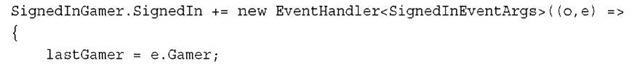 SignedInGamer.SignedIn += new EventHandler<SignedInEventArgs>((o,e) =>
{
    lastGamer = e.Gamer;